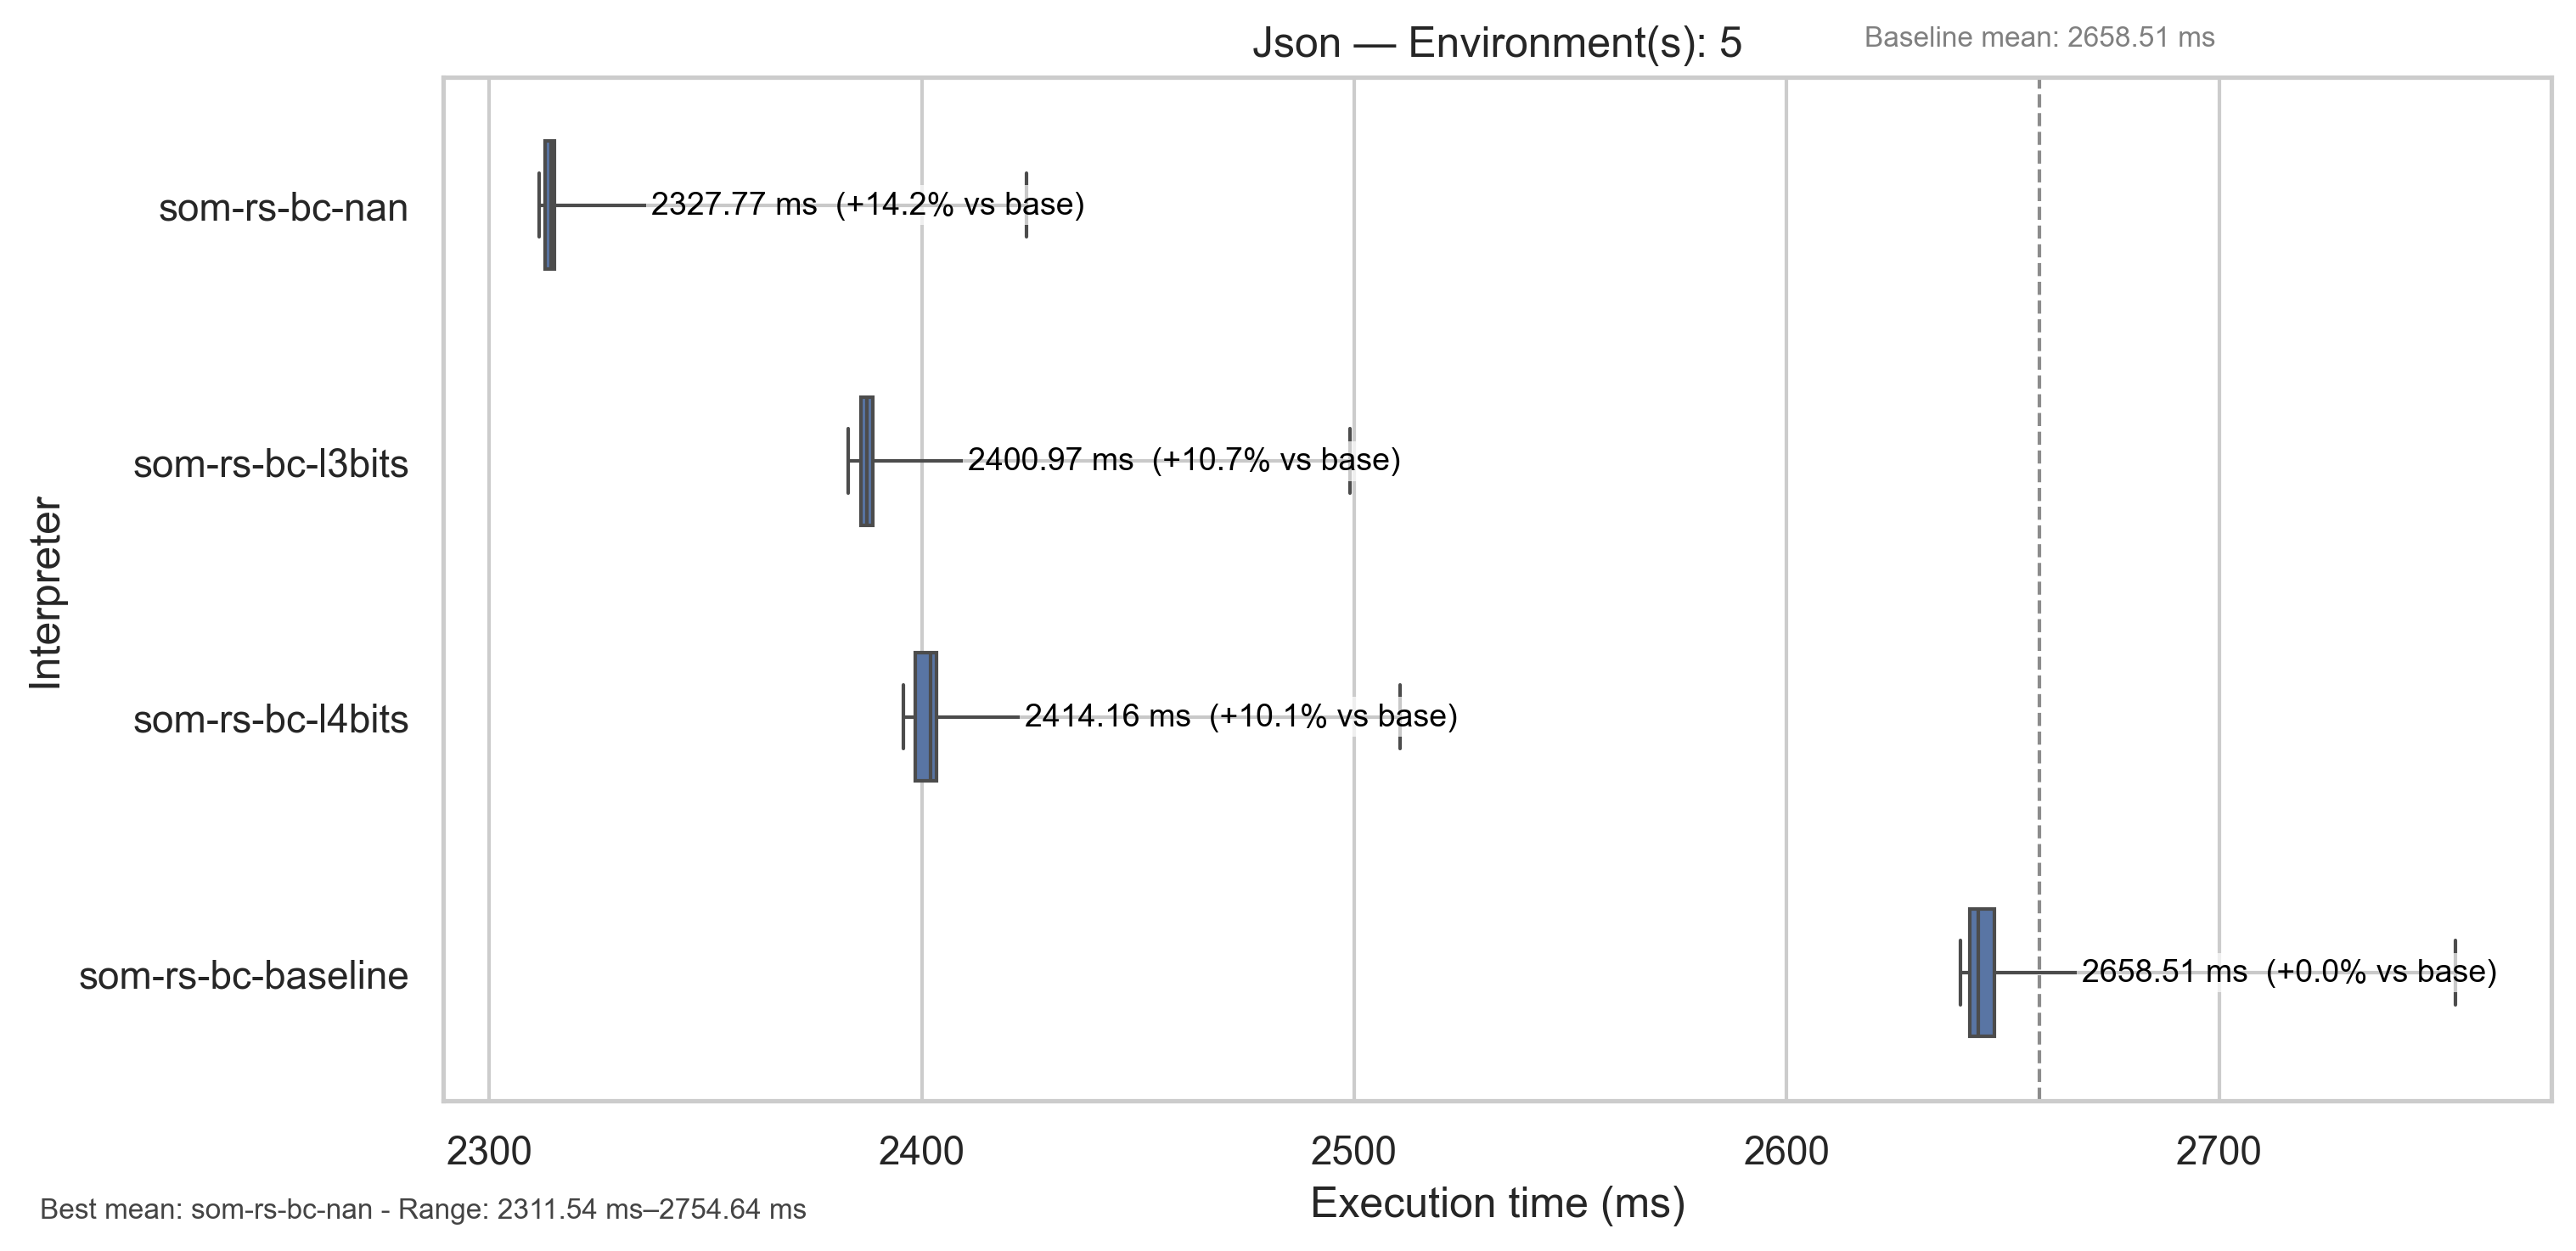 Json — Environment(s): 5
Baseline mean: 2658.51 ms
som-rs-bc-nan
2327.77 ms  (+14.2% vs base)
som-rs-bc-l3bits
2400.97 ms  (+10.7% vs base)
som-rs-bc-l4bits
2414.16 ms  (+10.1% vs base)
som-rs-bc-baseline
2658.51 ms  (+0.0% vs base)
Interpreter
2300 2400 2500 2600 2700
Execution time (ms)
Best mean: som-rs-bc-nan - Range: 2311.54 ms–2754.64 ms